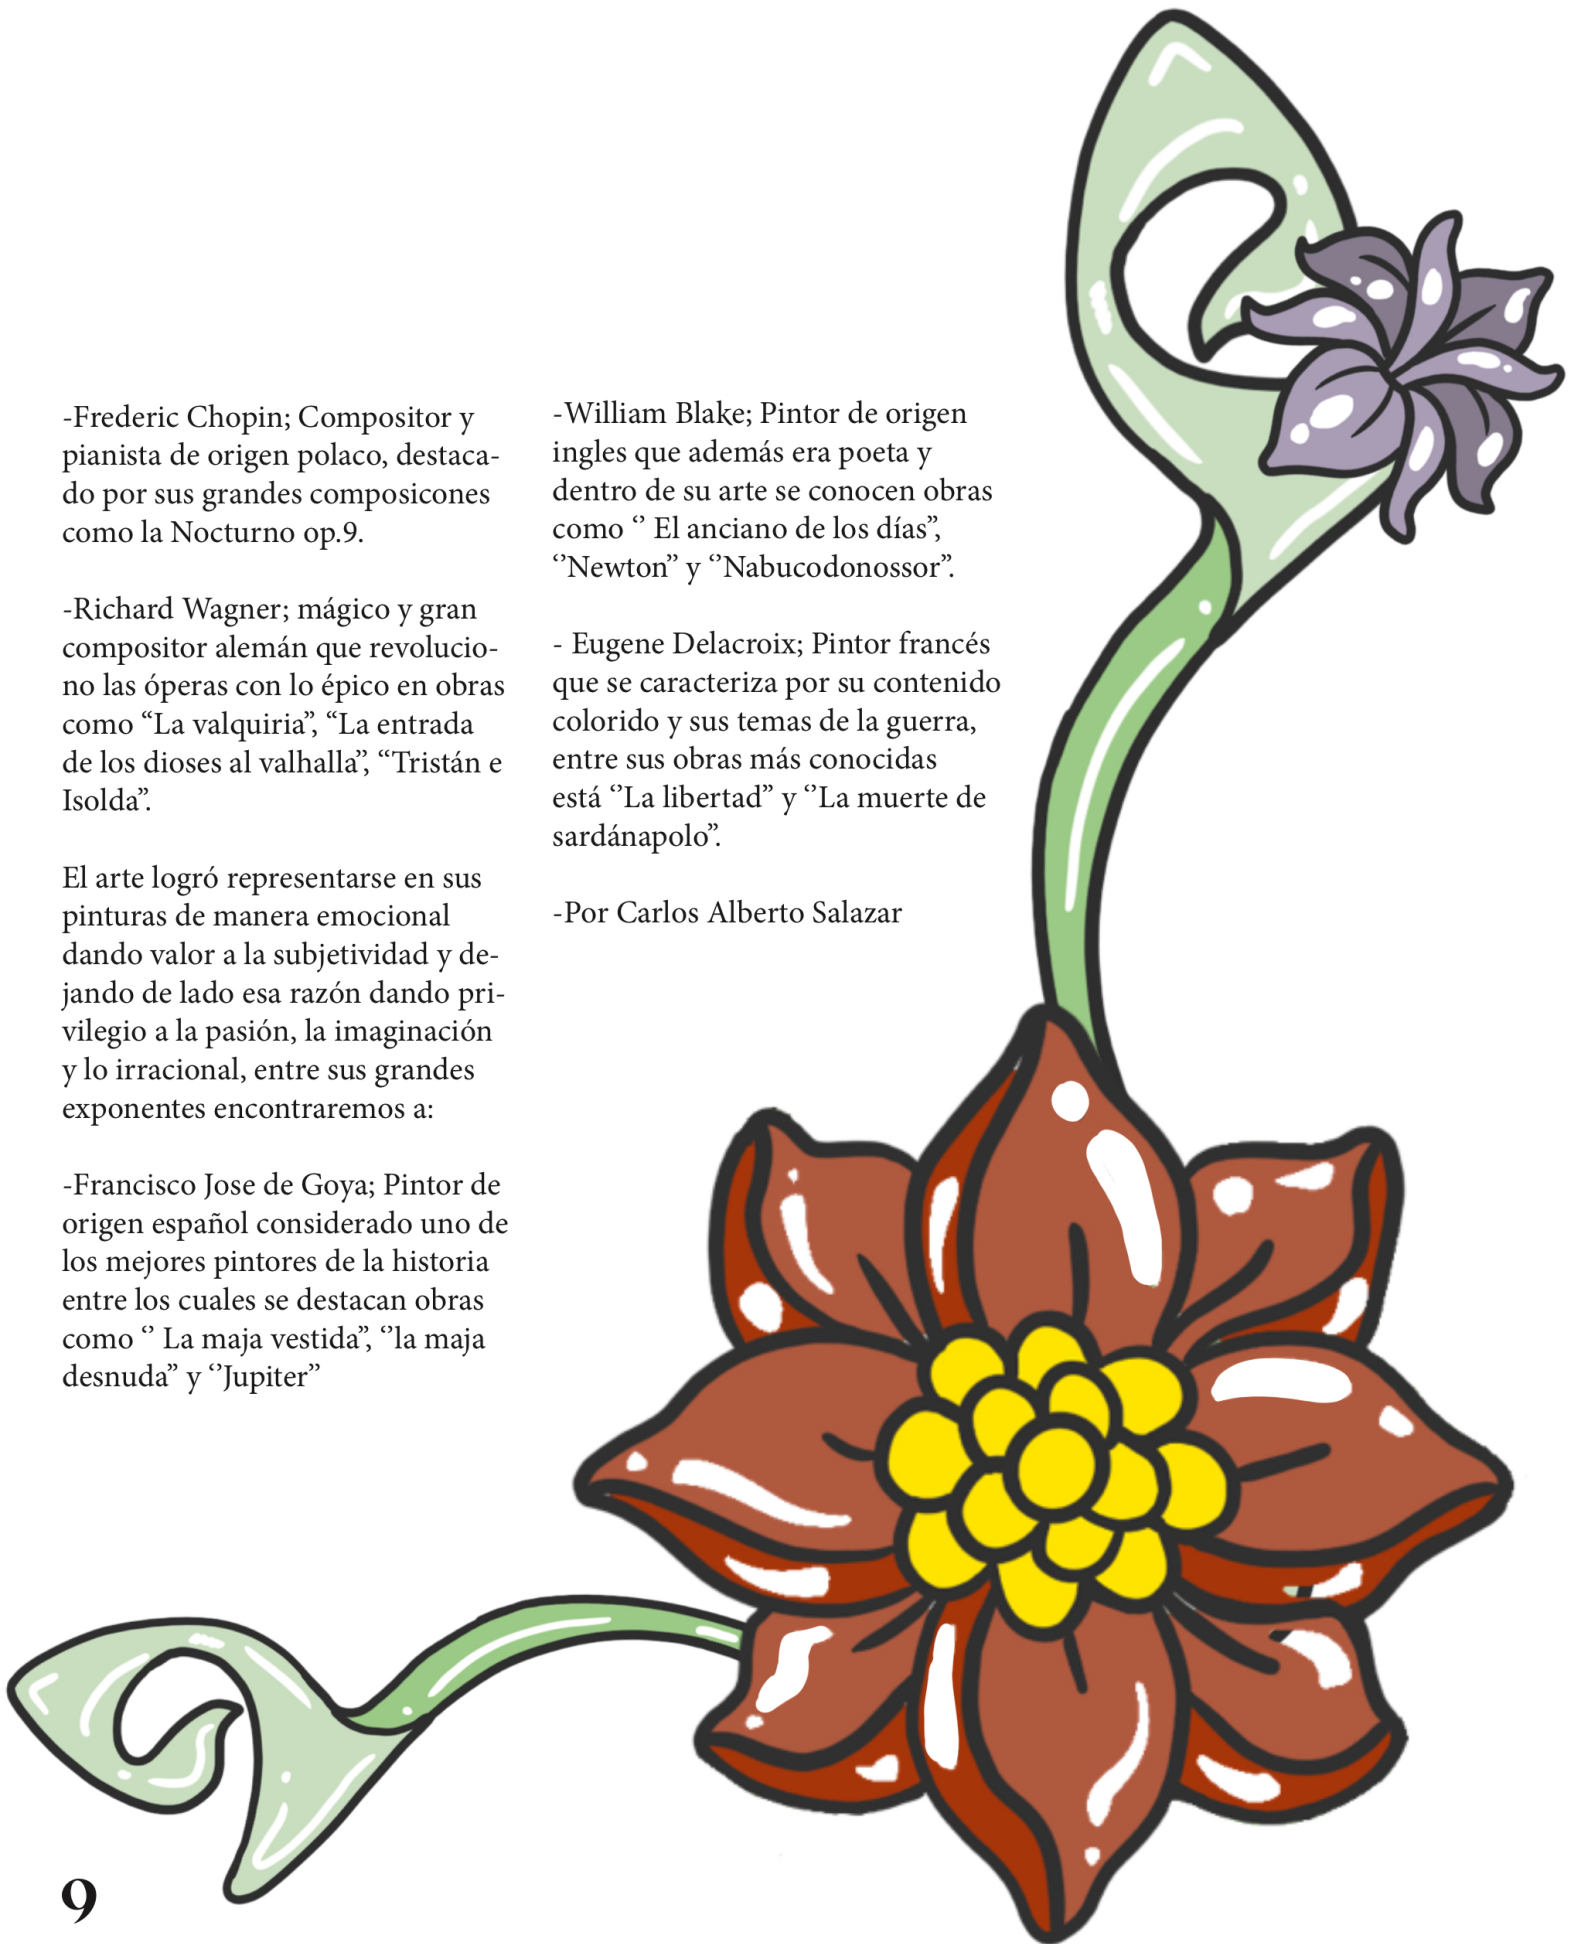 -Frederic Chopin; Compositor y
pianista de origen polaco, destaca-
do por sus grandes composicones
como la Nocturno op.9.
-Richard Wagner; mágico y gran
compositor alemán que revolucio-
no las óperas con lo épico en obras
como “La valquiria”, “La entrada
de los dioses al valhalla”, “Tristán e
Isolda”.
El arte logró representarse en sus
pinturas de manera emocional
dando valor a la subjetividad y de-
jando de lado esa razón dando pri-
vilegio a la pasión, la imaginación
y lo irracional, entre sus grandes
exponentes encontraremos a:
-Francisco Jose de Goya; Pintor de
origen español considerado uno de
los mejores pintores de la historia
entre los cuales se destacan obras
como ‘’ La maja vestida”, ‘’la maja
desnuda” y ‘’Jupiter’’
-William Blake; Pintor de origen
ingles que además era poeta y
dentro de su arte se conocen obras
como ‘’ El anciano de los días”,
‘’Newton” y ‘’Nabucodonossor”.
- Eugene Delacroix; Pintor francés
que se caracteriza por su contenido
colorido y sus temas de la guerra,
entre sus obras más conocidas
está ‘’La libertad” y ‘’La muerte de
sardánapolo”.
-Por Carlos Alberto Salazar
9